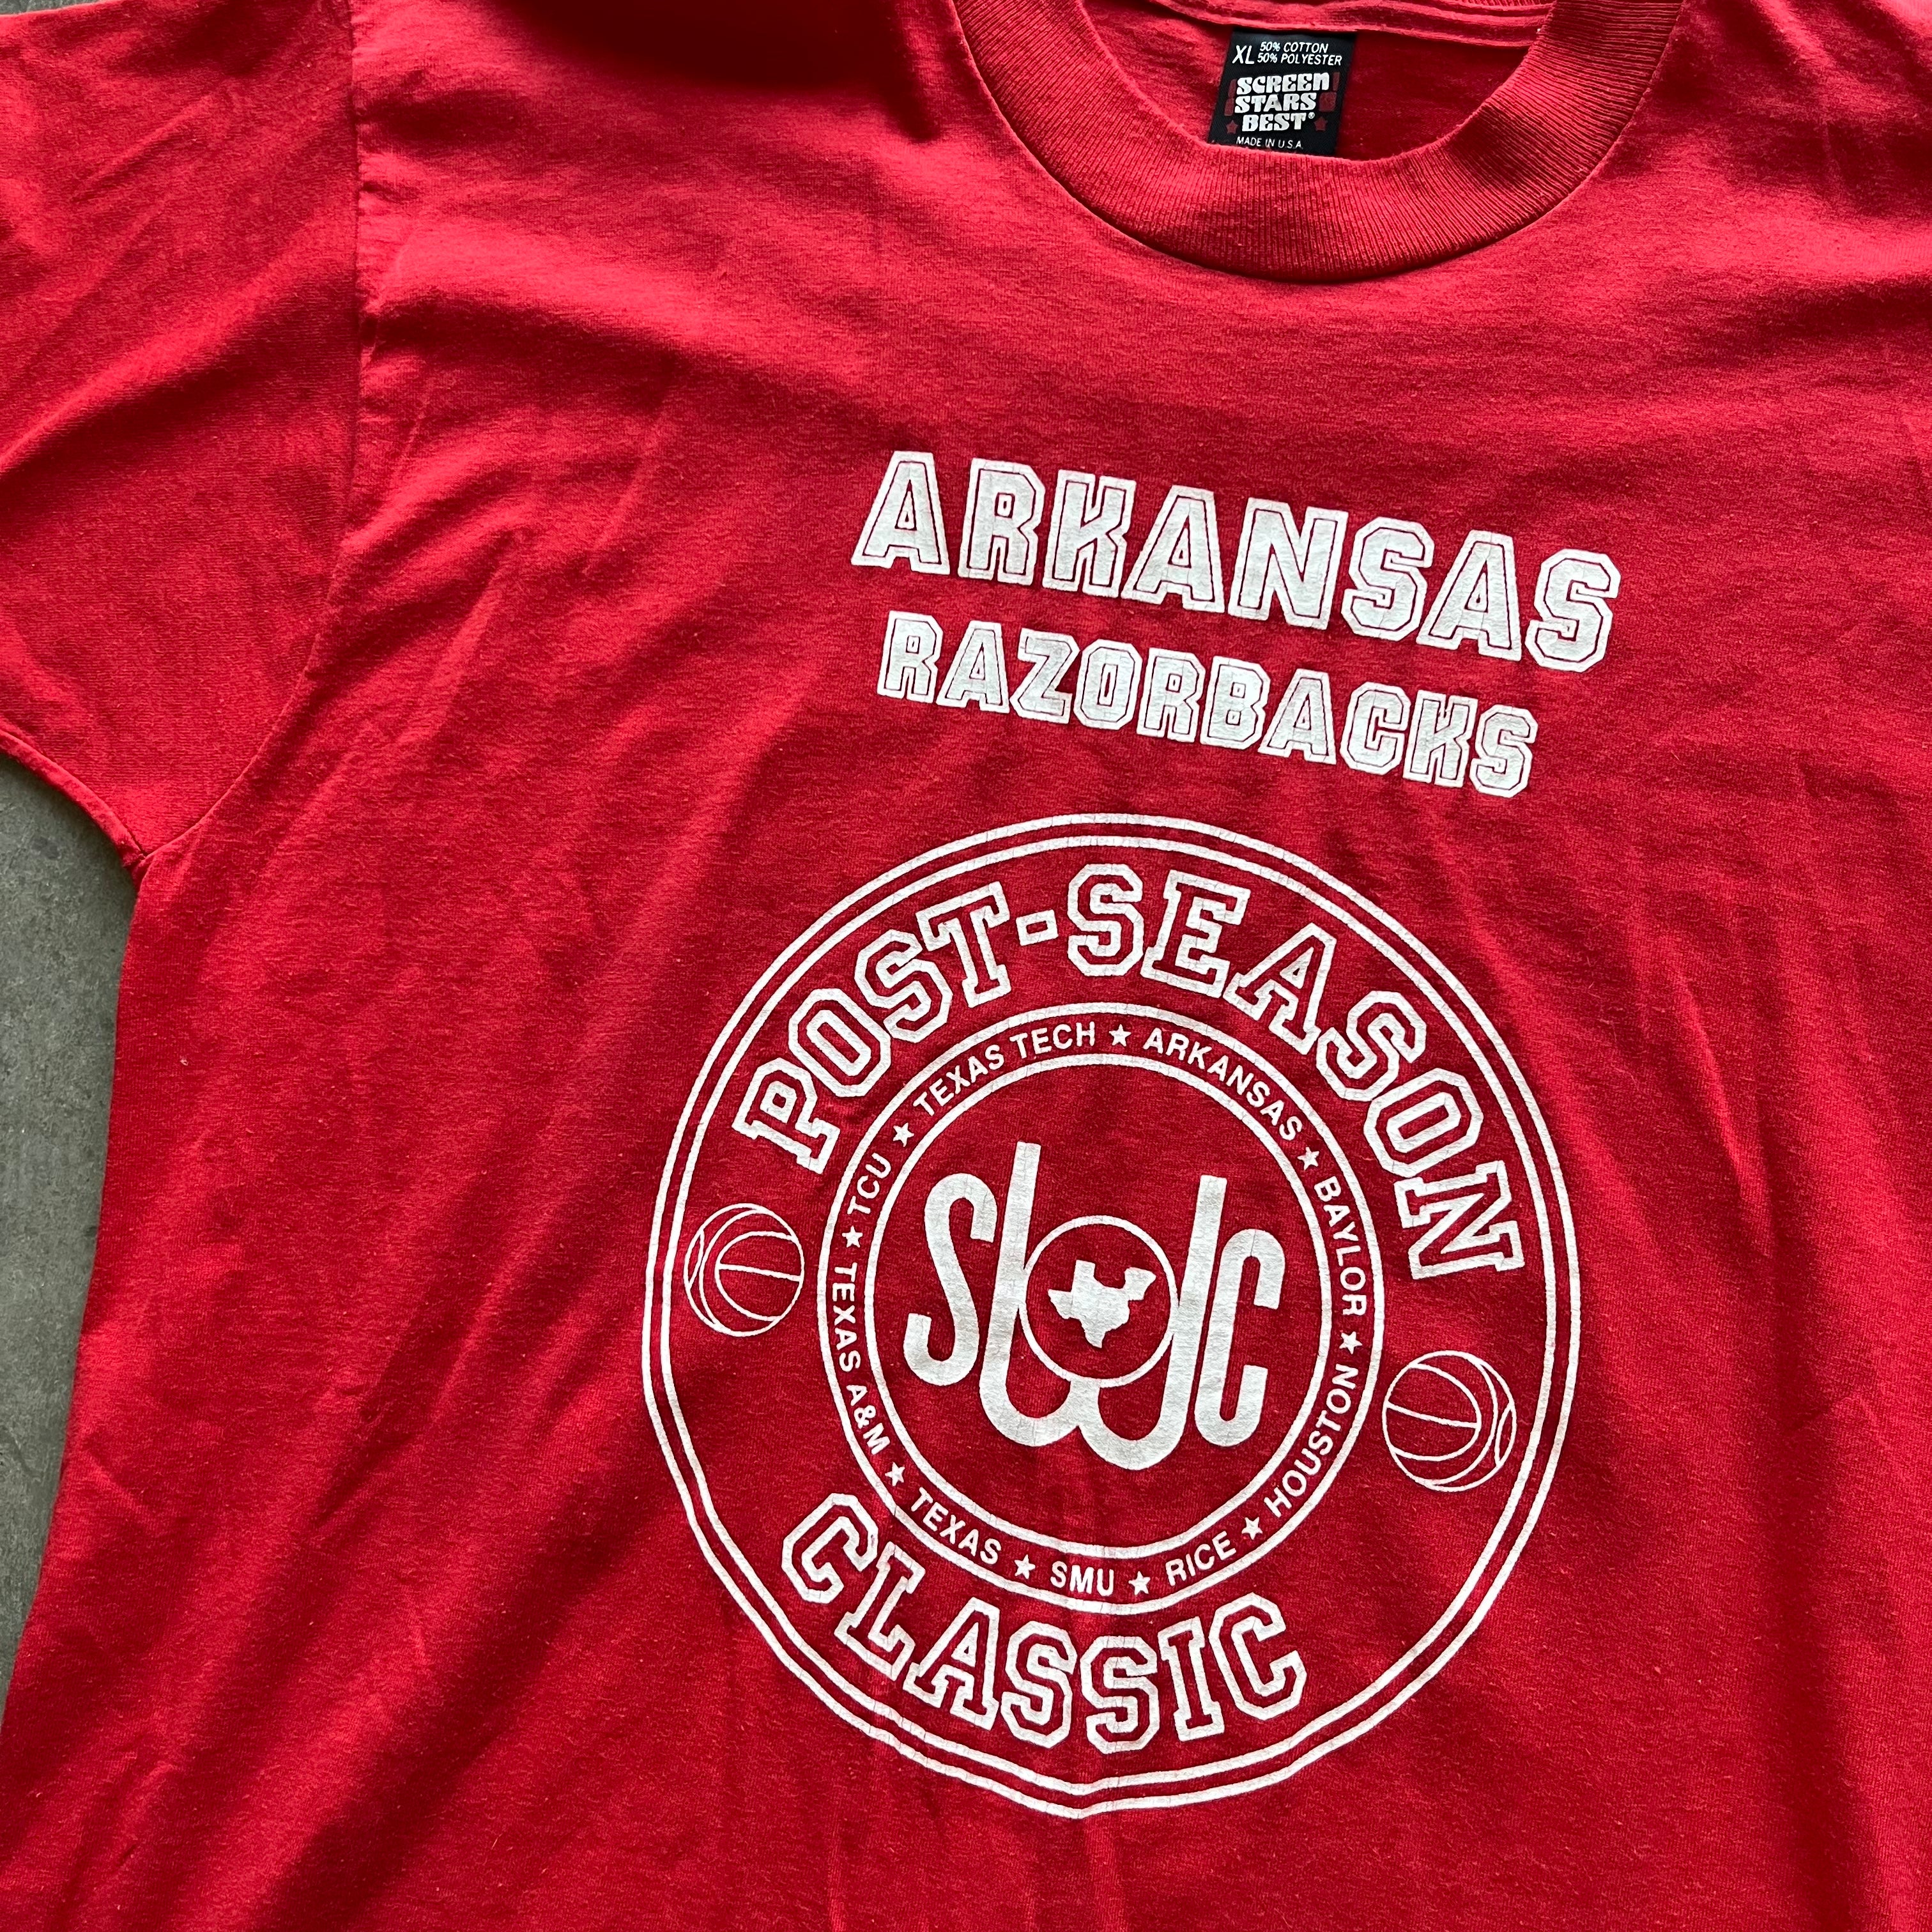 XL 50% COTTON
50% POLYESTER
SCREEN
STARS
BEST®
MADE IN U.S.A.
ARKANSAS
RAZORBACKS
POST-SEASON
TEXAS TECH ★ ARKANSAS ★ BAYLOR ★ HOUSTON ★ RICE ★ SMU ★ TEXAS ★ TEXAS A&M ★ TCU ★
SWC
CLASSIC